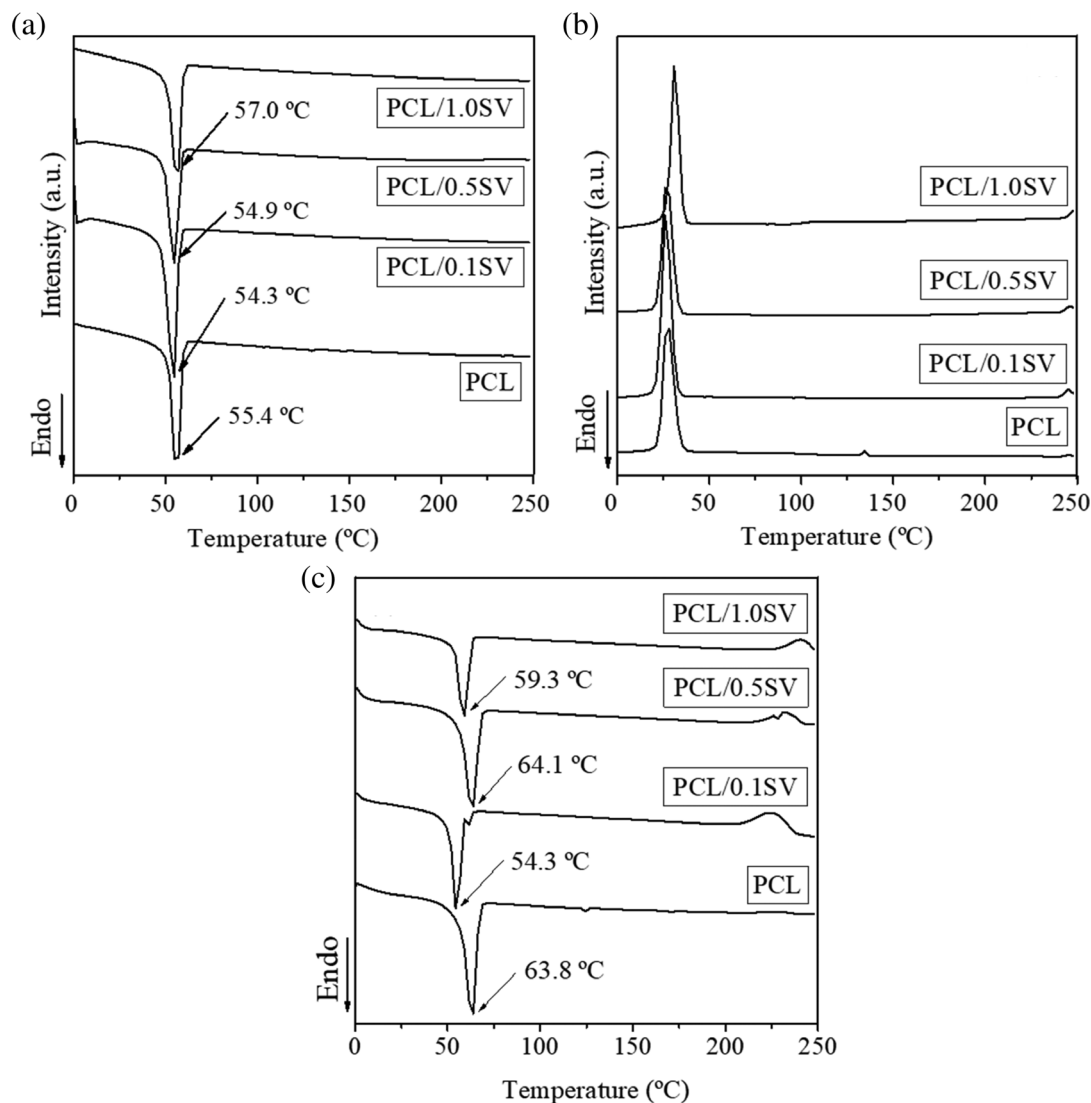 (a)
PCL/1.0SV
57.0 ºC
PCL/0.5SV
54.9 ºC
PCL/0.1SV
54.3 ºC
PCL
55.4 ºC
Intensity (a.u.)
Endo
0 50 100 150 200 250
Temperature (ºC)
(b)
PCL/1.0SV
PCL/0.5SV
PCL/0.1SV
PCL
Intensity (a.u.)
Endo
0 50 100 150 200 250
Temperature (ºC)
(c)
PCL/1.0SV
59.3 ºC
PCL/0.5SV
64.1 ºC
PCL/0.1SV
54.3 ºC
PCL
63.8 ºC
Endo
0 50 100 150 200 250
Temperature (ºC)